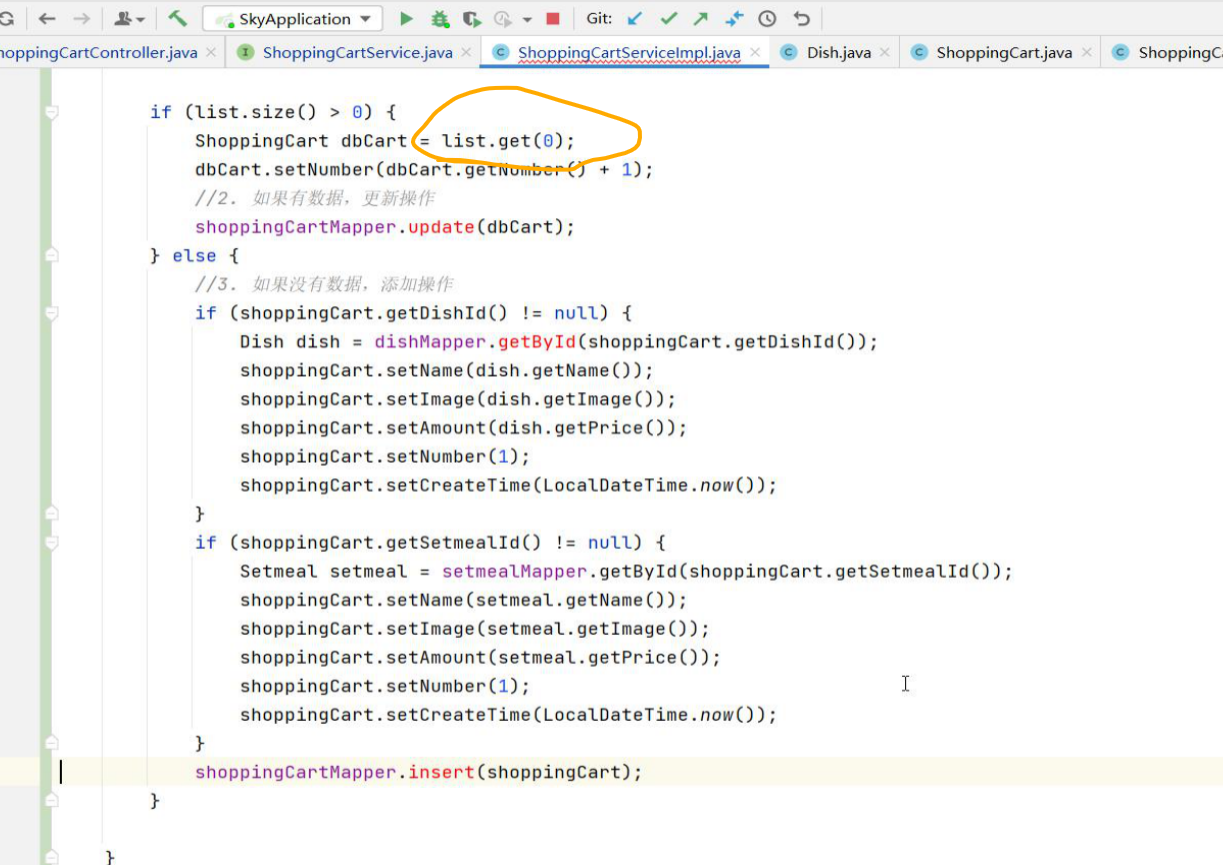 SkyApplication Git:
hoppingCartController.java ShoppingCartService.java ShoppingCartServiceImpl.java Dish.java ShoppingCart.java ShoppingC
if (list.size() > 0) {
ShoppingCart dbCart = list.get(0);
dbCart.setNumber(dbCart.getNumber() + 1);
//2. 如果有数据，更新操作
shoppingCartMapper.update(dbCart);
} else {
//3. 如果没有数据，添加操作
if (shoppingCart.getDishId() != null) {
Dish dish = dishMapper.getById(shoppingCart.getDishId());
shoppingCart.setName(dish.getName());
shoppingCart.setImage(dish.getImage());
shoppingCart.setAmount(dish.getPrice());
shoppingCart.setNumber(1);
shoppingCart.setCreateTime(LocalDateTime.now());
}
if (shoppingCart.getSetmealId() != null) {
Setmeal setmeal = setmealMapper.getById(shoppingCart.getSetmealId());
shoppingCart.setName(setmeal.getName());
shoppingCart.setImage(setmeal.getImage());
shoppingCart.setAmount(setmeal.getPrice());
shoppingCart.setNumber(1);
shoppingCart.setCreateTime(LocalDateTime.now());
}
shoppingCartMapper.insert(shoppingCart);
}
}